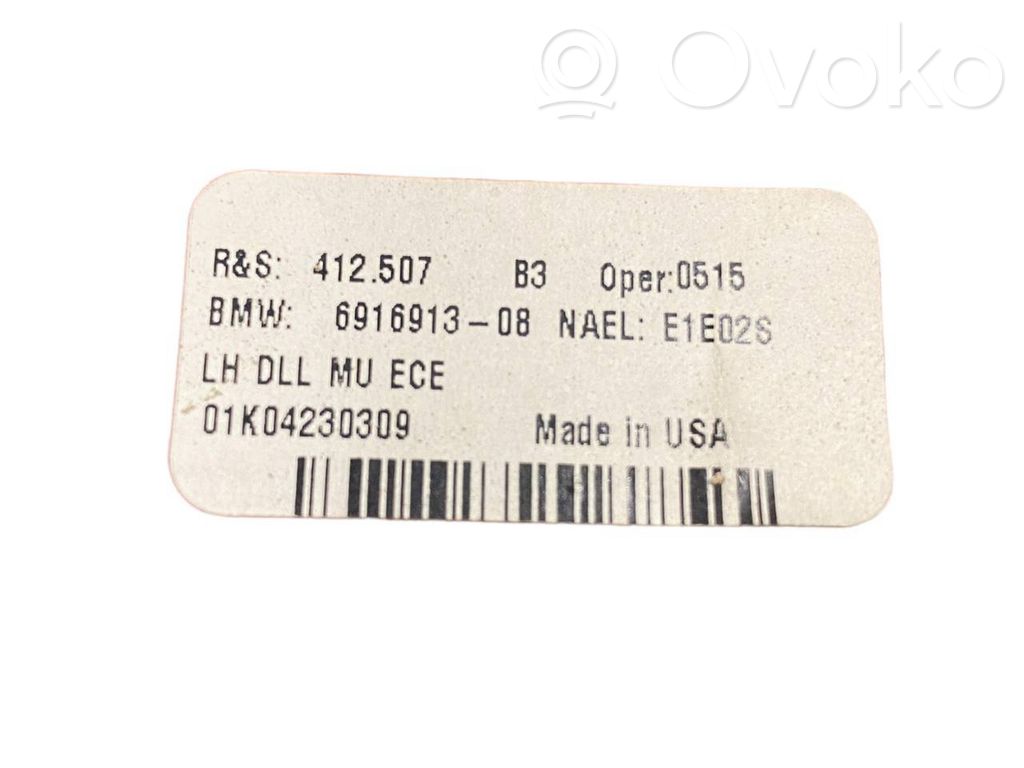 Ovoko
R&S: 412.507 B3 Oper:0515
BMW: 6916913-08 NAEL: E1E02S
LH DLL MU ECE
01K04230309 Made in USA